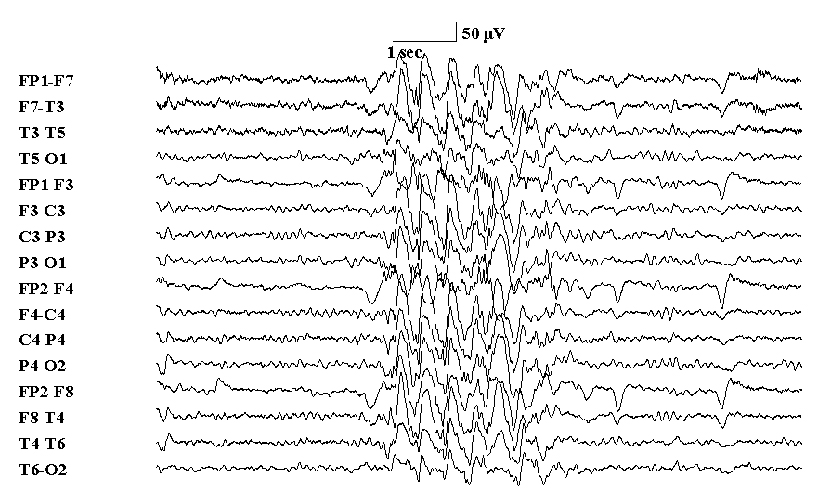 50 μV
1 sec
FP1-F7
F7-T3
T3 T5
T5 O1
FP1 F3
F3 C3
C3 P3
P3 O1
FP2 F4
F4-C4
C4 P4
P4 O2
FP2 F8
F8 T4
T4 T6
T6-O2